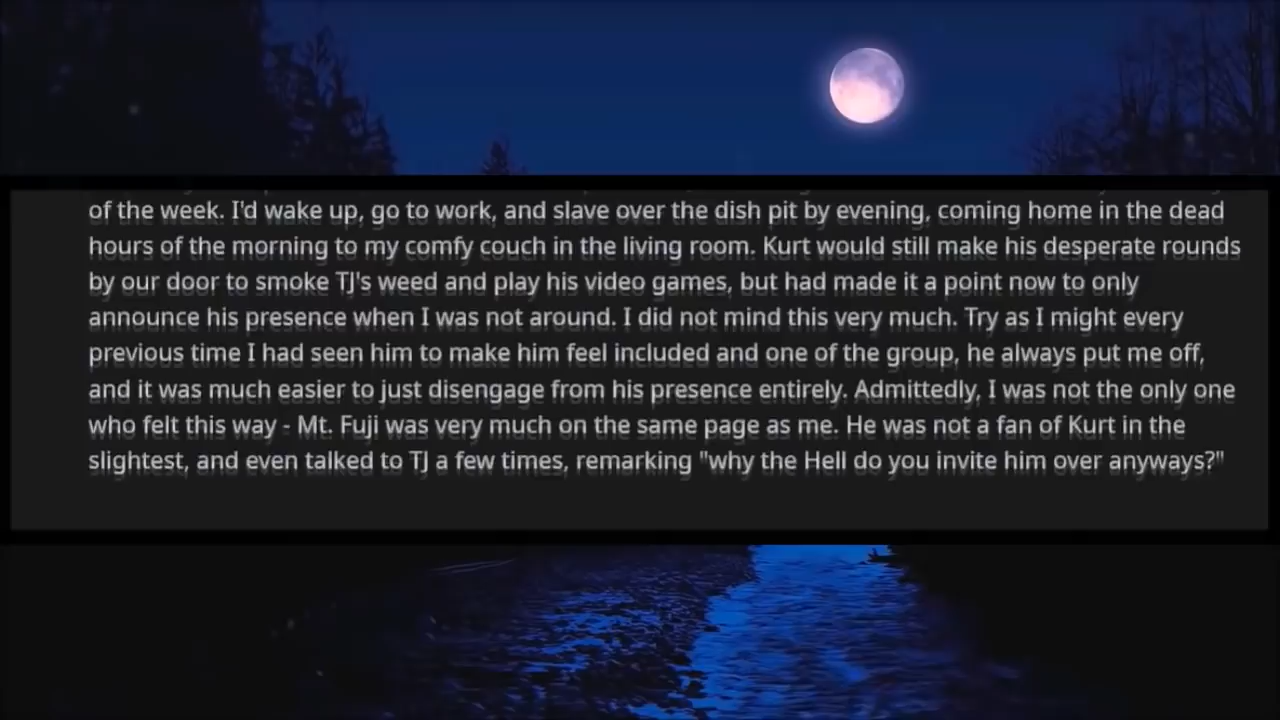 of the week. I'd wake up, go to work, and slave over the dish pit by evening, coming home in the dead
hours of the morning to my comfy couch in the living room. Kurt would still make his desperate rounds
by our door to smoke TJ's weed and play his video games, but had made it a point now to only
announce his presence when I was not around. I did not mind this very much. Try as I might every
previous time I had seen him to make him feel included and one of the group, he always put me off,
and it was much easier to just disengage from his presence entirely. Admittedly, I was not the only one
who felt this way - Mt. Fuji was very much on the same page as me. He was not a fan of Kurt in the
slightest, and even talked to TJ a few times, remarking "why the Hell do you invite him over anyways?"